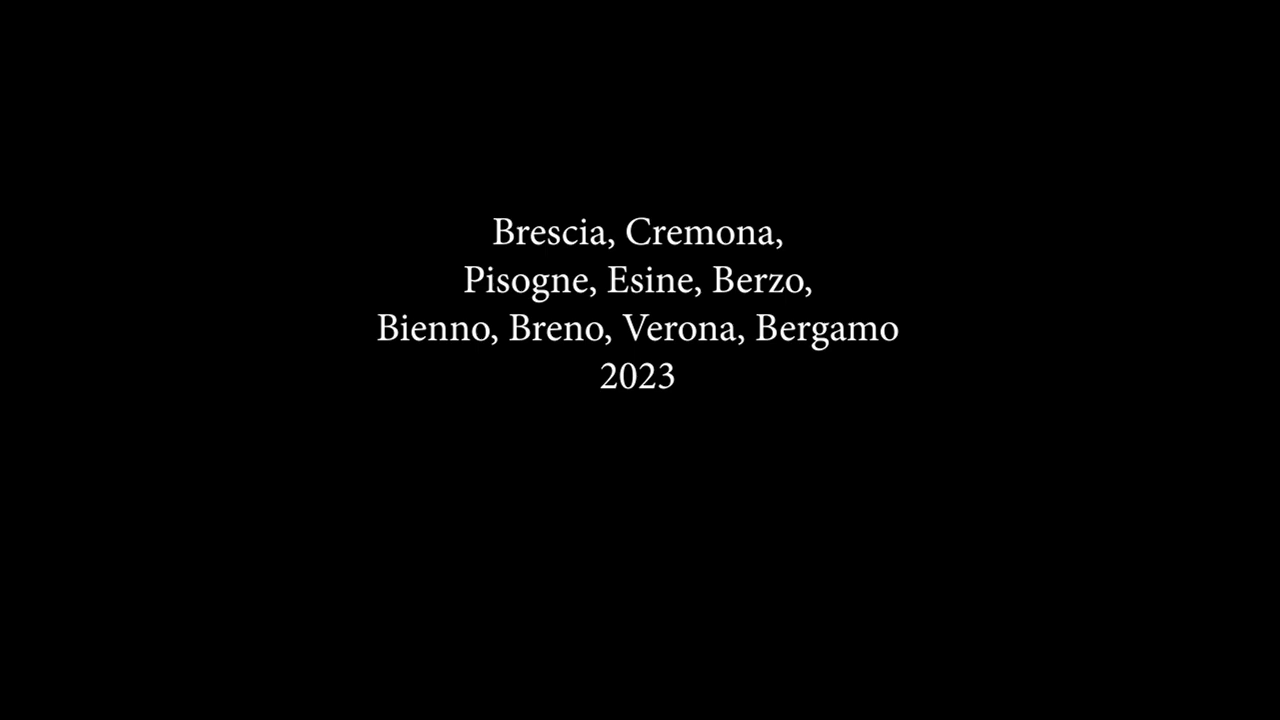 Brescia, Cremona,
Pisogne, Esine, Berzo,
Bienno, Breno, Verona, Bergamo
2023